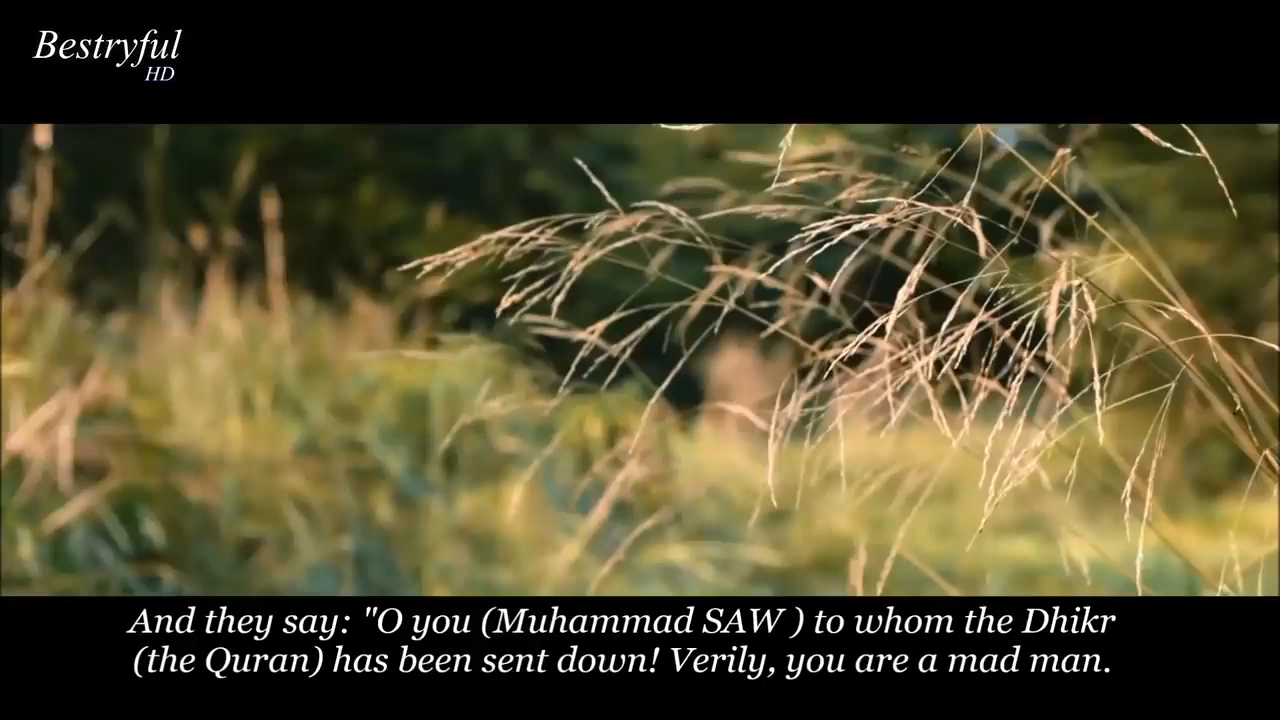 Bestryful
HD
And they say: "O you (Muhammad SAW ) to whom the Dhikr
(the Quran) has been sent down! Verily, you are a mad man.